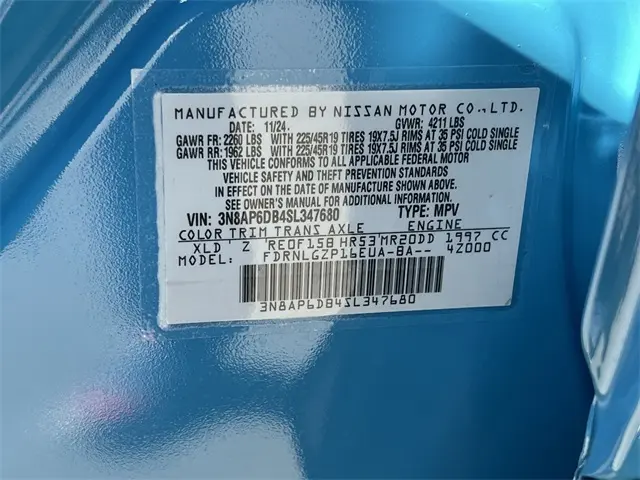 MANUFACTURED BY NISSAN MOTOR CO.,LTD.
DATE: 11/24. GVWR: 4211 LBS
GAWR FR: 2260 LBS WITH 225/45R19 TIRES 19X7.5J RIMS AT 35 PSI COLD SINGLE
GAWR RR: 1962 LBS WITH 225/45R19 TIRES 19X7.5J RIMS AT 35 PSI COLD SINGLE
THIS VEHICLE CONFORMS TO ALL APPLICABLE FEDERAL MOTOR
VEHICLE SAFETY AND THEFT PREVENTION STANDARDS
IN EFFECT ON THE DATE OF MANUFACTURE SHOWN ABOVE.
SEE OWNER'S MANUAL FOR ADDITIONAL INFORMATION.
VIN: 3N8AP6DB4SL347680 TYPE: MPV
COLOR TRIM TRANS AXLE ENGINE
XLD Z RE0F15B HR53 MR20DD 1997 CC
MODEL: FDRNLGZP16EUA-BA-- 4Z000
3N8AP6DB4SL347680